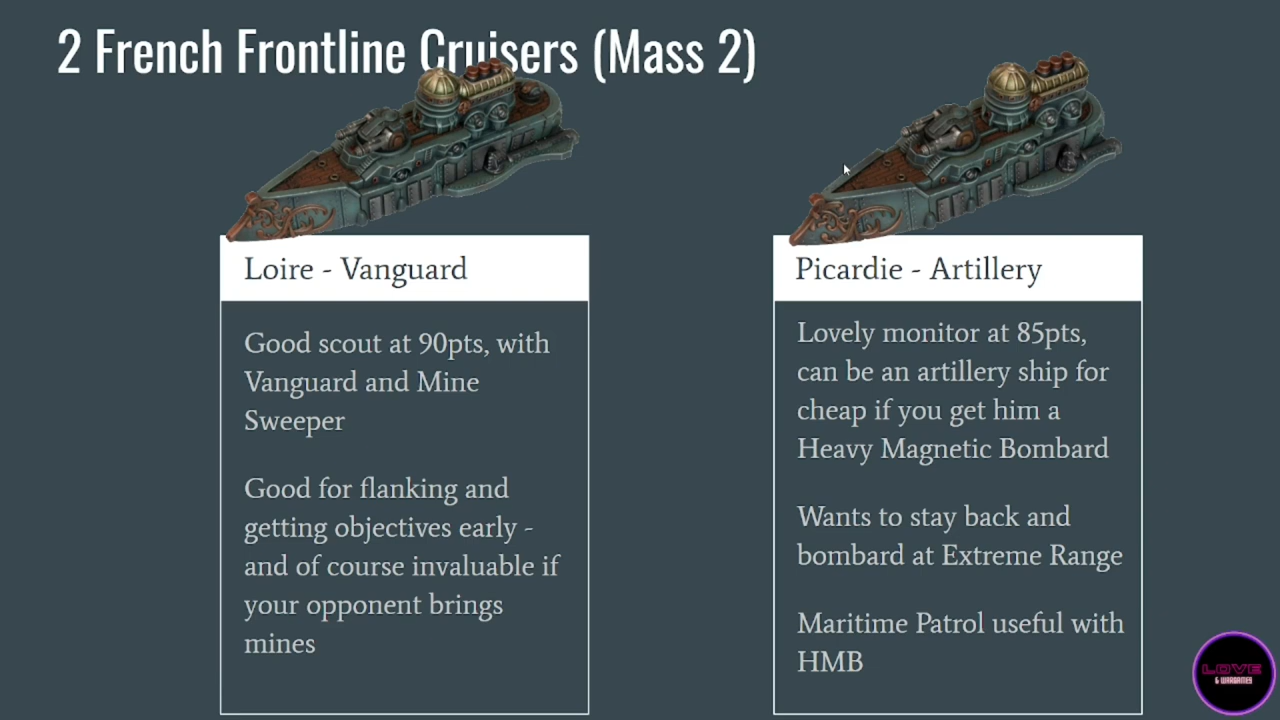 2 French Frontline Cruisers (Mass 2)
Loire - Vanguard
Good scout at 90pts, with
Vanguard and Mine
Sweeper
Good for flanking and
getting objectives early -
and of course invaluable if
your opponent brings
mines
Picardie - Artillery
Lovely monitor at 85pts,
can be an artillery ship for
cheap if you get him a
Heavy Magnetic Bombard
Wants to stay back and
bombard at Extreme Range
Maritime Patrol useful with
HMB
LOVE
& WARGAMES